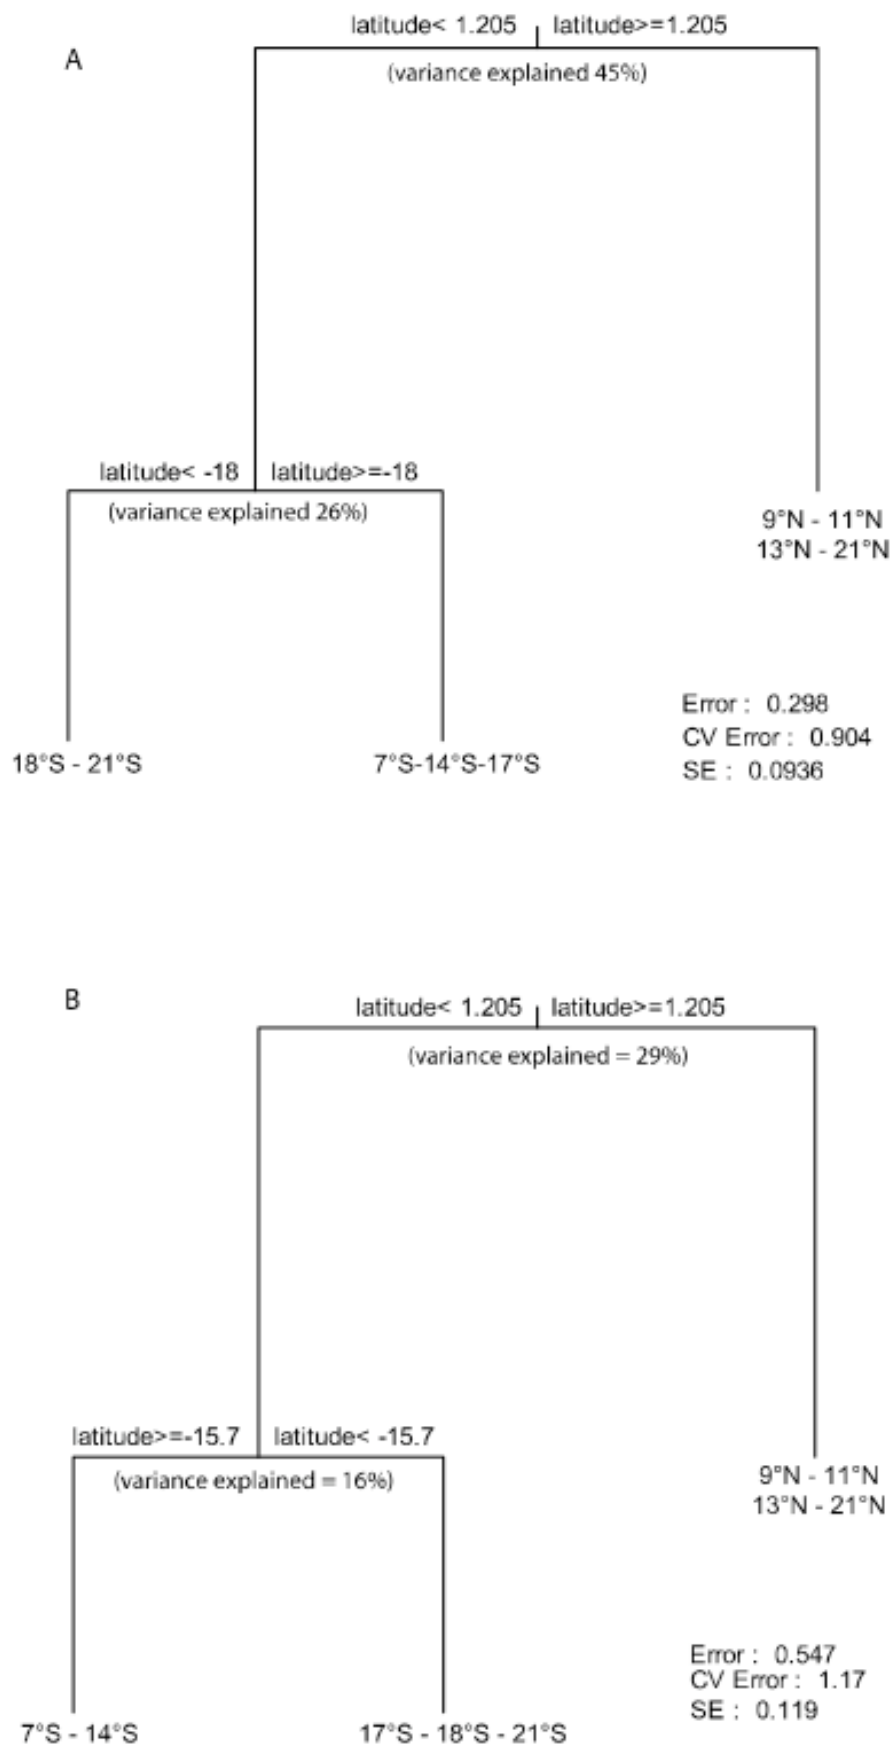 A
latitude< 1.205 latitude>=1.205
(variance explained 45%)
latitude< -18 latitude>=-18
(variance explained 26%)
9°N - 11°N
13°N - 21°N
Error : 0.298
CV Error : 0.904
SE : 0.0936
18°S - 21°S 7°S-14°S-17°S
B
latitude< 1.205 latitude>=1.205
(variance explained = 29%)
latitude>=-15.7 latitude< -15.7
(variance explained = 16%)
9°N - 11°N
13°N - 21°N
Error : 0.547
CV Error : 1.17
SE : 0.119
7°S - 14°S 17°S - 18°S - 21°S